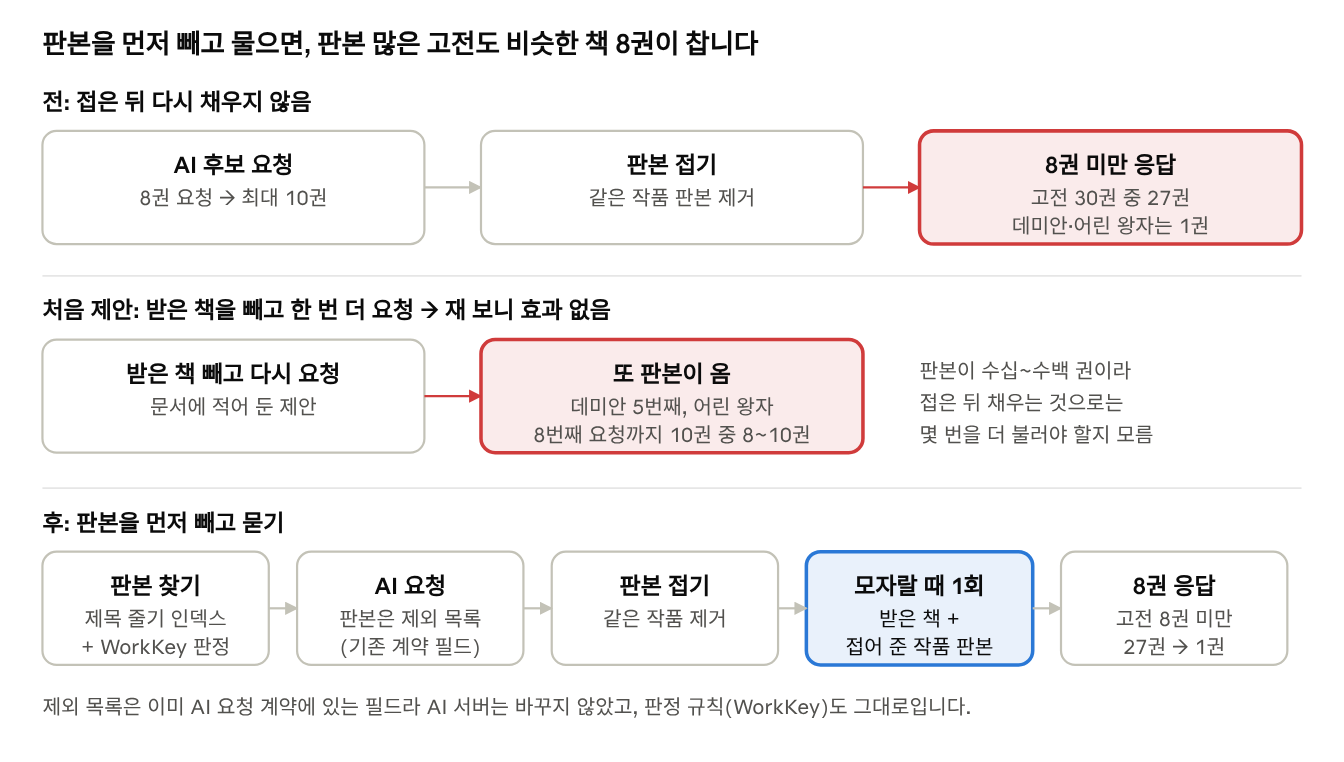 판본을 먼저 빼고 물으면, 판본 많은 고전도 비슷한 책 8권이 찹니다
전: 접은 뒤 다시 채우지 않음
AI 후보 요청
8권 요청 → 최대 10권
판본 접기
같은 작품 판본 제거
8권 미만 응답
고전 30권 중 27권
데미안·어린 왕자는 1권
처음 제안: 받은 책을 빼고 한 번 더 요청 → 재 보니 효과 없음
받은 책 빼고 다시 요청
문서에 적어 둔 제안
또 판본이 옴
데미안 5번째, 어린 왕자
8번째 요청까지 10권 중 8~10권
판본이 수십~수백 권이라
접은 뒤 채우는 것으로는
몇 번을 더 불러야 할지 모름
후: 판본을 먼저 빼고 묻기
판본 찾기
제목 줄기 인덱스
+ WorkKey 판정
AI 요청
판본은 제외 목록
(기존 계약 필드)
판본 접기
같은 작품 제거
모자랄 때 1회
받은 책 +
접어 준 작품 판본
8권 응답
고전 8권 미만
27권 → 1권
제외 목록은 이미 AI 요청 계약에 있는 필드라 AI 서버는 바꾸지 않았고, 판정 규칙(WorkKey)도 그대로입니다.